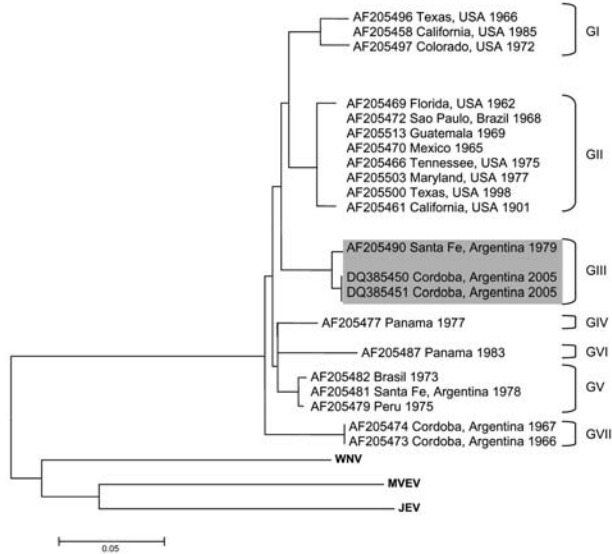 AF205496 Texas, USA 1966
AF205458 California, USA 1985
AF205497 Colorado, USA 1972
GI
AF205469 Florida, USA 1962
AF205472 Sao Paulo, Brazil 1968
AF205513 Guatemala 1969
AF205470 Mexico 1965
AF205466 Tennessee, USA 1975
AF205503 Maryland, USA 1977
AF205500 Texas, USA 1998
AF205461 California, USA 1901
GII
AF205490 Santa Fe, Argentina 1979
DQ385450 Cordoba, Argentina 2005
DQ385451 Cordoba, Argentina 2005
GIII
AF205477 Panama 1977
GIV
AF205487 Panama 1983
GVI
AF205482 Brasil 1973
AF205481 Santa Fe, Argentina 1978
AF205479 Peru 1975
GV
AF205474 Cordoba, Argentina 1967
AF205473 Cordoba, Argentina 1966
GVII
WNV
MVEV
JEV
0.05